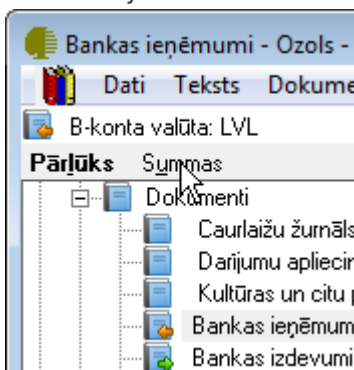 Bankas ieņēmumi - Ozols -
Dati Teksts Dokume
B-konta valūta: LVL
Pārlūks Summas
Dokumenti
Caurlaižu žurnāls
Darījumu apliecir
Kultūras un citu p
Bankas ieņēmum
Bankas izdevumi